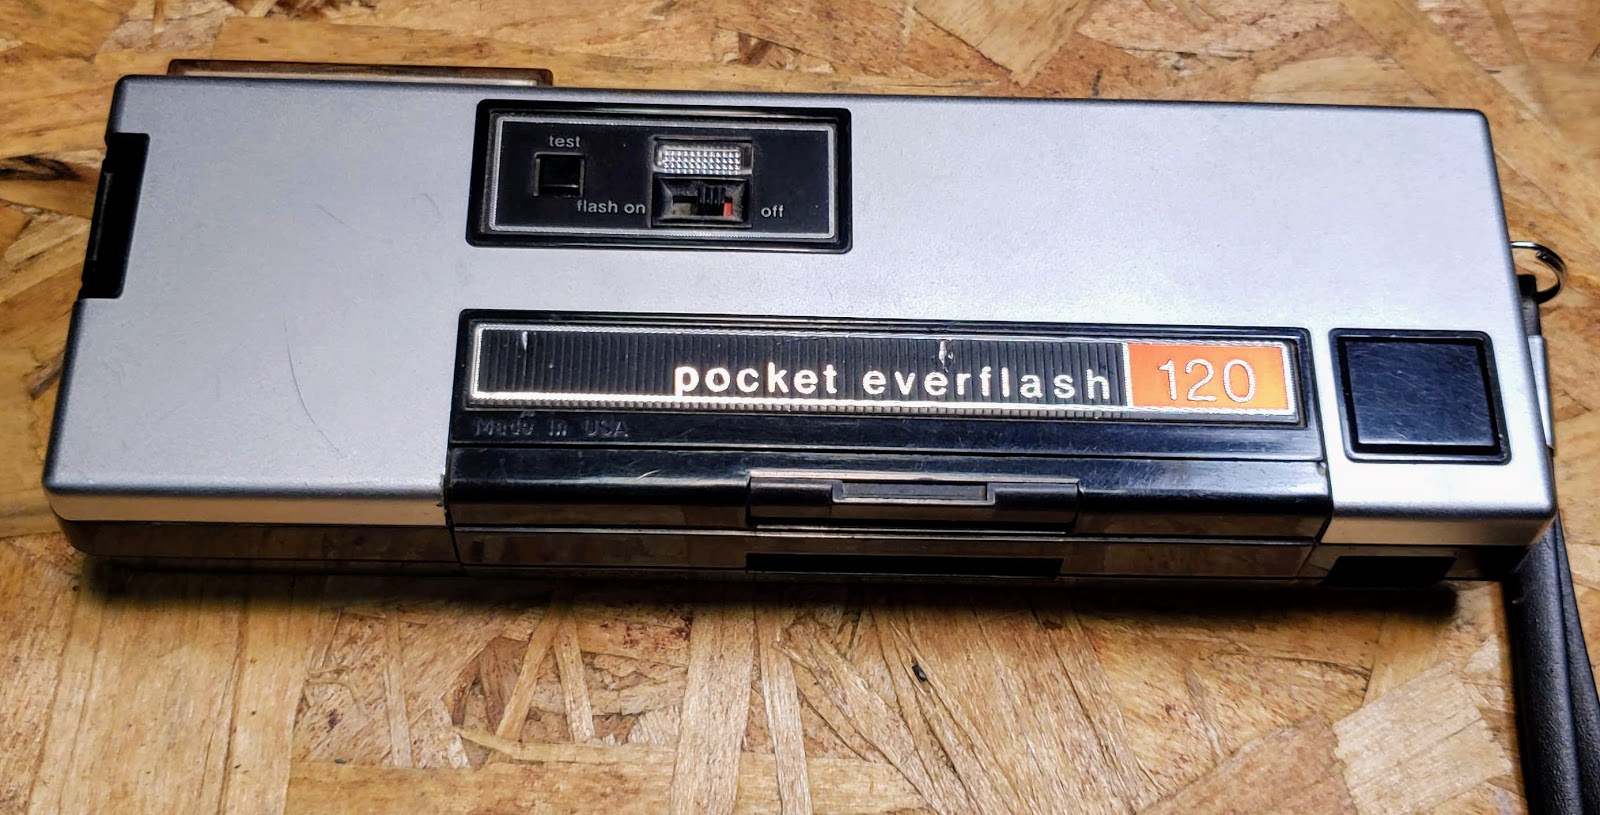 test
flash on off
pocket everflash 120
Made in USA